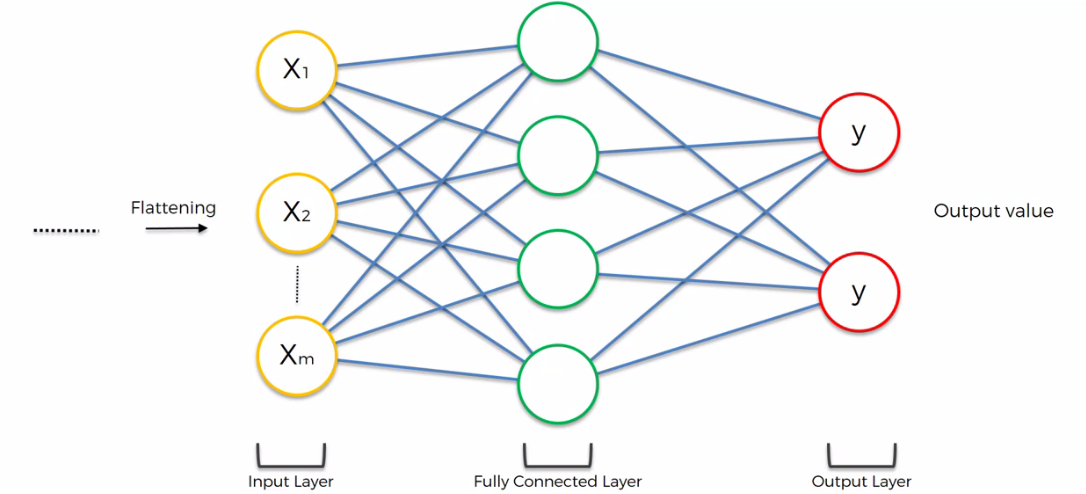 X1
X2
Xm
Flattening
y
y
Output value
Input Layer
Fully Connected Layer
Output Layer